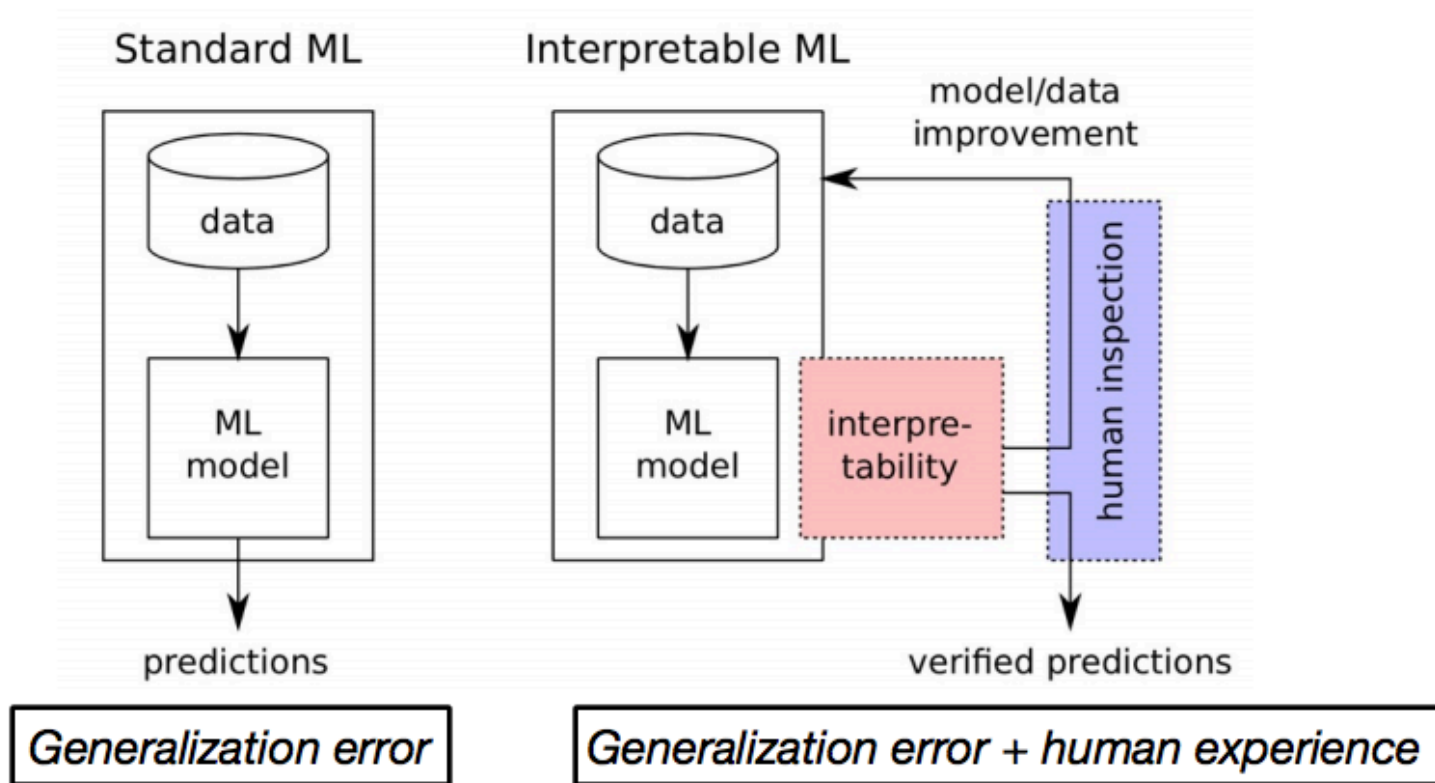 Standard ML
data
ML
model
predictions
Generalization error
Interpretable ML
model/data
improvement
data
ML
model
interpre-
tability
human inspection
verified predictions
Generalization error + human experience